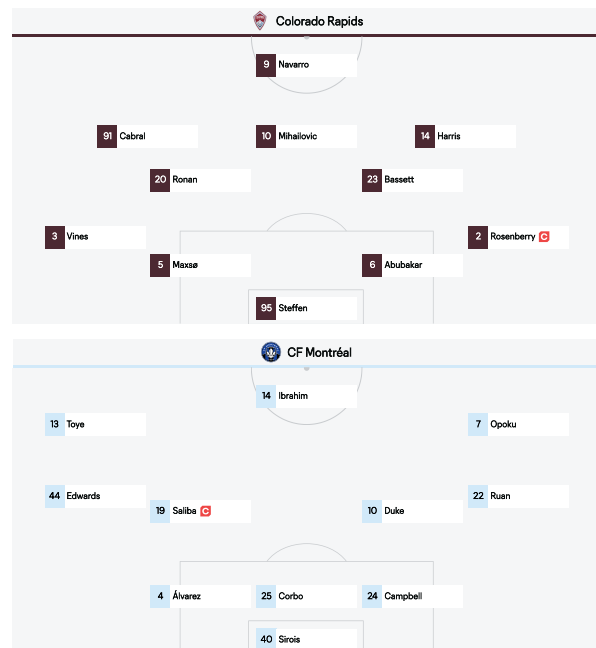 Colorado Rapids
9 Navarro
91 Cabral 10 Mihailovic 14 Harris
20 Ronan 23 Bassett
3 Vines 2 Rosenberry C
5 Maxsø 6 Abubakar
95 Steffen
CF Montréal
14 Ibrahim
13 Toye 7 Opoku
44 Edwards 22 Ruan
19 Saliba C 10 Duke
4 Álvarez 25 Corbo 24 Campbell
40 Sirois